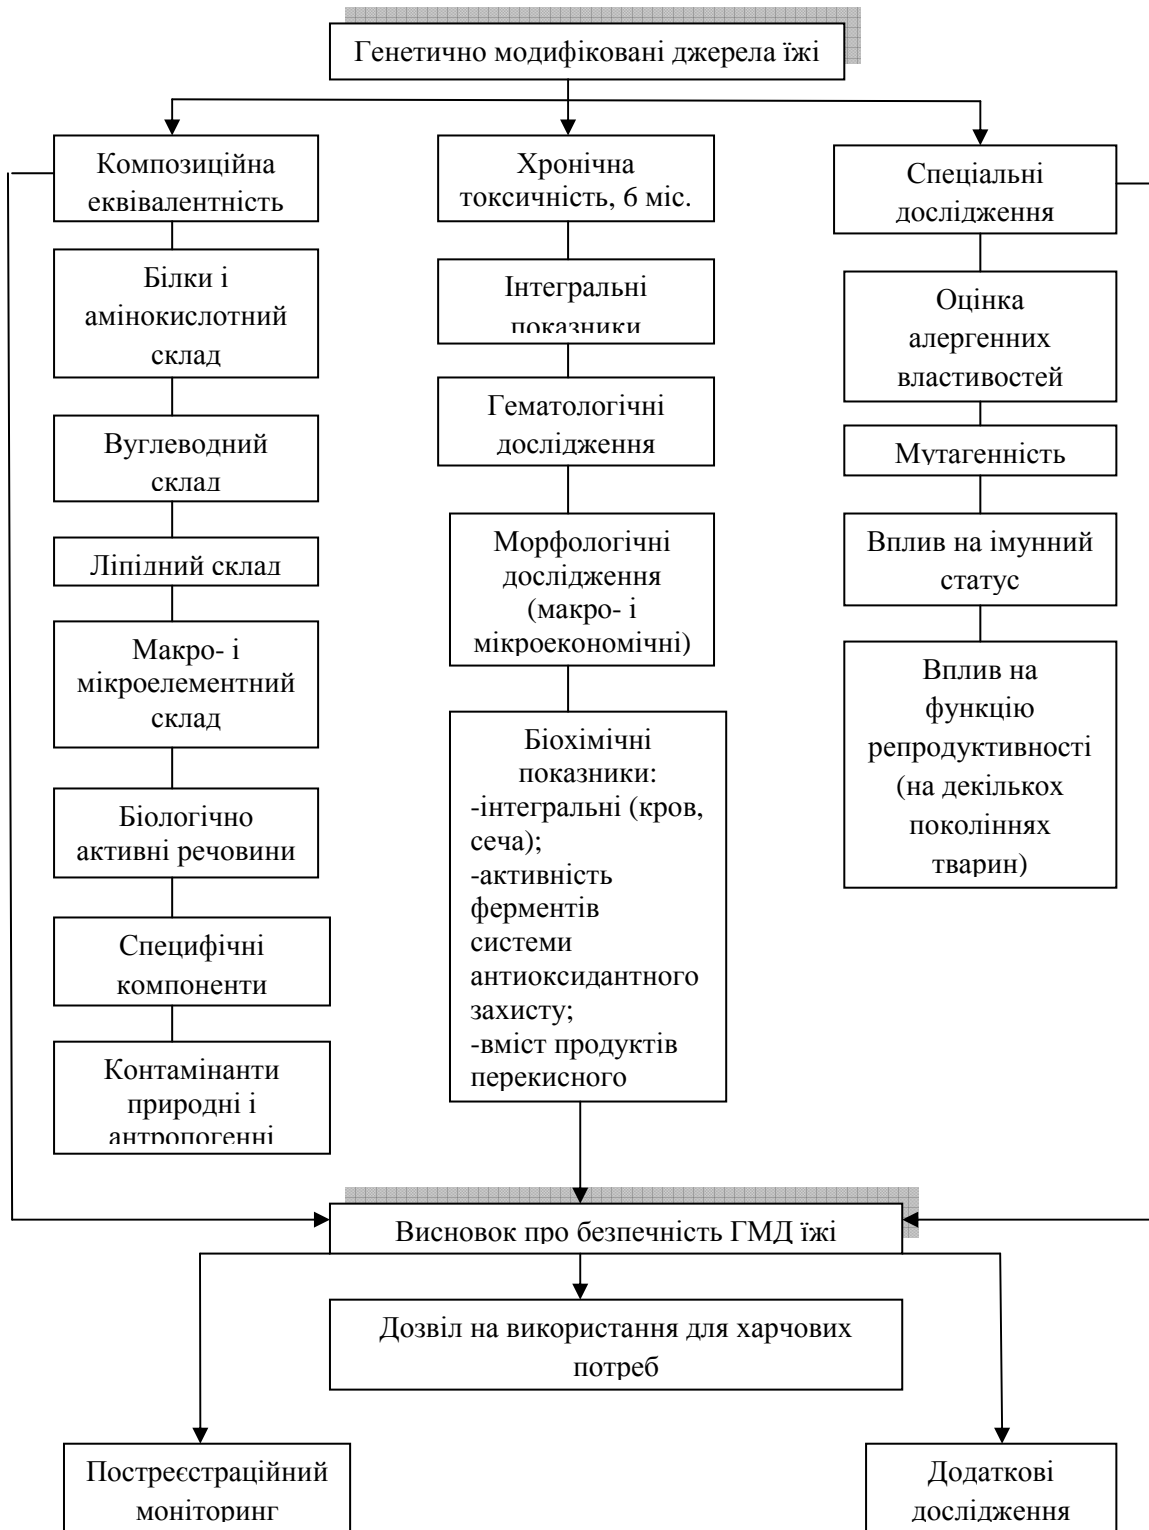 Генетично модифіковані джерела їжі
Композиційна
еквівалентність
Білки і
амінокислотний
склад
Вуглеводний
склад
Ліпідний склад
Макро- і
мікроелементний
склад
Біологічно
активні речовини
Специфічні
компоненти
Контамінанти
природні і
антропогенні
Хронічна
токсичність, 6 міс.
Інтегральні
показники
Гематологічні
дослідження
Морфологічні
дослідження
(макро- і
мікроекономічні)
Біохімічні
показники:
-інтегральні (кров,
сеча);
-активність
ферментів
системи
антиоксидантного
захисту;
-вміст продуктів
перекисного
Спеціальні
дослідження
Оцінка
алергенних
властивостей
Мутагенність
Вплив на імунний
статус
Вплив на
функцію
репродуктивності
(на декількох
поколіннях
тварин)
Висновок про безпечність ГМД їжі
Дозвіл на використання для харчових
потреб
Постреєстраційний
моніторинг
Додаткові
дослідження